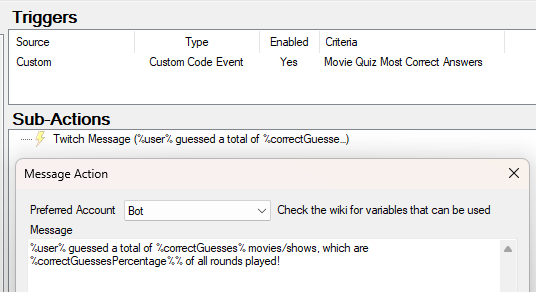 Triggers
Source Type Enabled Criteria
Custom Custom Code Event Yes Movie Quiz Most Correct Answers
Sub-Actions
Twitch Message (%user% guessed a total of %correctGuesse...)
Message Action
Preferred Account Bot Check the wiki for variables that can be used
Message
%user% guessed a total of %correctGuesses% movies/shows, which are
%correctGuessesPercentage%% of all rounds played!